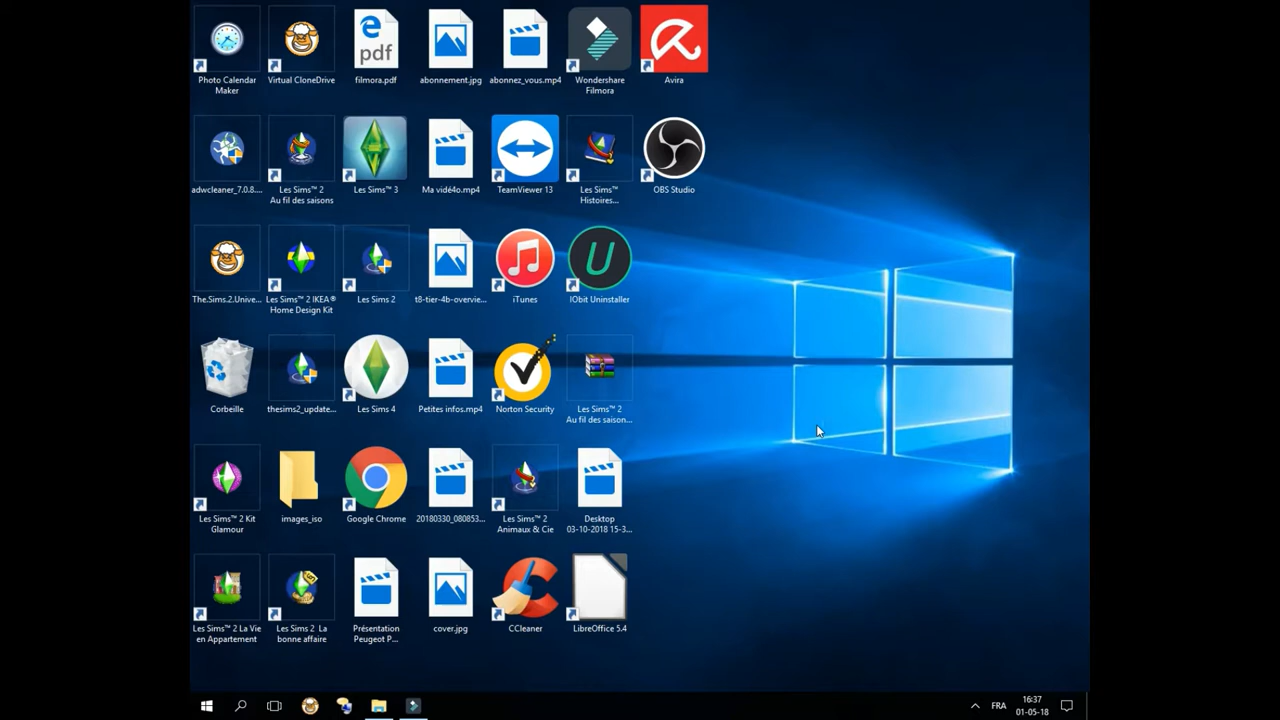 Photo Calendar
Maker
Virtual CloneDrive
pdf
filmora.pdf
abonnement.jpg
abonnez_vous.mp4
Wondershare
Filmora
Avira
adwcleaner_7.0.8....
Les Sims™ 2
Au fil des saisons
Les Sims™ 3
Ma vidé4o.mp4
TeamViewer 13
Les Sims™
Histoires...
OBS Studio
The.Sims.2.Unive...
Les Sims™ 2 IKEA®
Home Design Kit
Les Sims 2
t8-tier-4b-overvie...
iTunes
U
IObit Uninstaller
Corbeille
thesims2_update...
Les Sims 4
Petites infos.mp4
Norton Security
Les Sims™ 2
Au fil des saison...
Les Sims™ 2 Kit
Glamour
images_iso
Google Chrome
20180330_080853...
Les Sims™ 2
Animaux & Cie
Desktop
03-10-2018 15-3...
Les Sims™ 2 La Vie
en Appartement
Les Sims 2 La
bonne affaire
Présentation
Peugeot P...
cover.jpg
CCleaner
LibreOffice 5.4
FRA
16:37
01-05-18